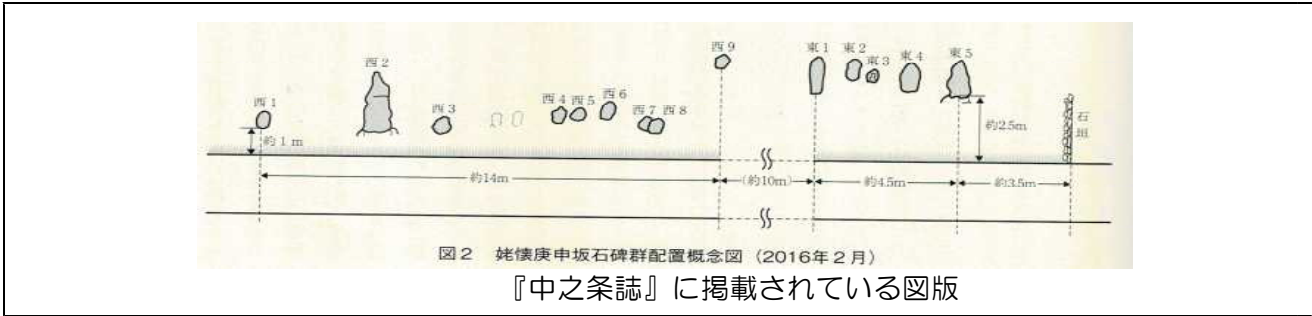 西1
西2
西3
西4
西5
西6
西7
西8
西9
東1
東2
東3
東4
東5
石垣
約1m
約2.5m
約14m
(約10m)
約4.5m
約3.5m
図2 姥懐庚申坂石碑群配置概念図(2016年2月)
『中之条誌』に掲載されている図版